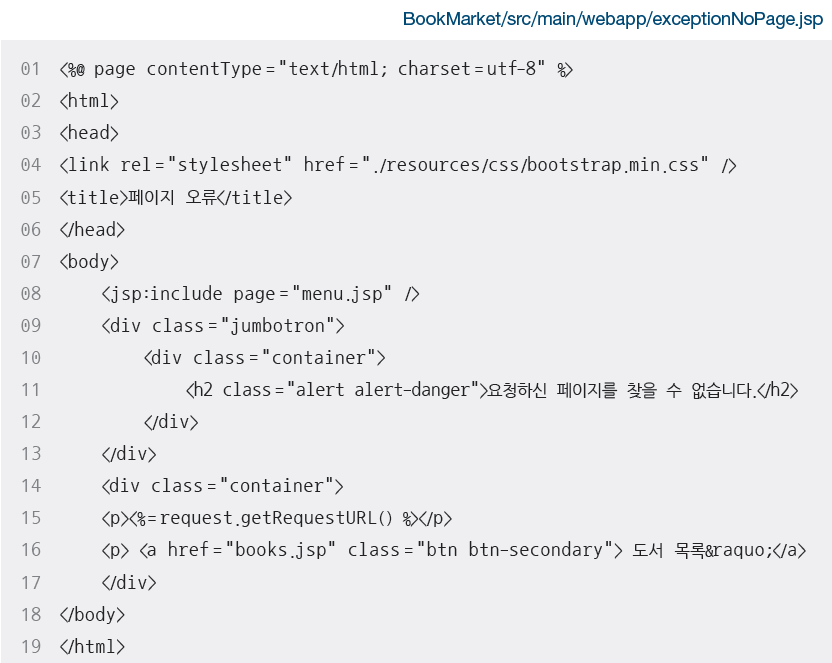 BookMarket/src/main/webapp/exceptionNoPage.jsp
01 <%@ page contentType="text/html; charset=utf-8" %>
02 <html>
03 <head>
04 <link rel="stylesheet" href="./resources/css/bootstrap.min.css" />
05 <title>페이지 오류</title>
06 </head>
07 <body>
08     <jsp:include page="menu.jsp" />
09     <div class="jumbotron">
10         <div class="container">
11             <h2 class="alert alert-danger">요청하신 페이지를 찾을 수 없습니다.</h2>
12         </div>
13     </div>
14     <div class="container">
15     <p><%=request.getRequestURL() %></p>
16     <p> <a href="books.jsp" class="btn btn-secondary"> 도서 목록&raquo;</a>
17     </div>
18 </body>
19 </html>